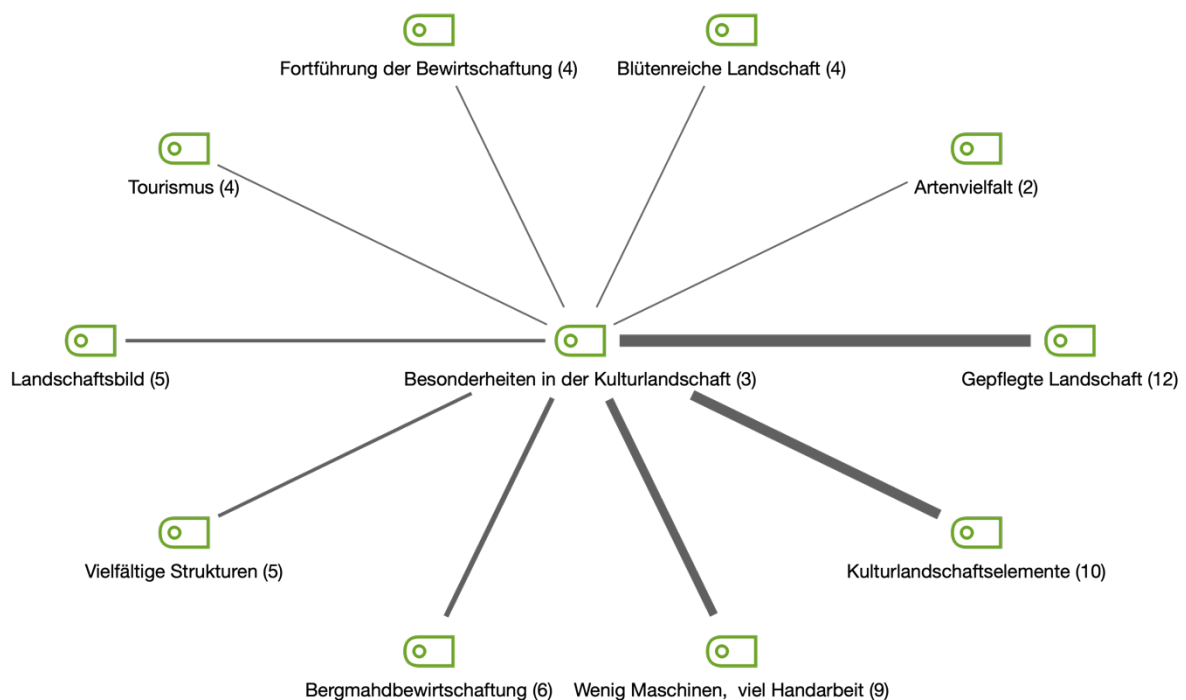 Fortführung der Bewirtschaftung (4)
Blütenreiche Landschaft (4)
Tourismus (4)
Artenvielfalt (2)
Landschaftsbild (5)
Besonderheiten in der Kulturlandschaft (3)
Gepflegte Landschaft (12)
Vielfältige Strukturen (5)
Kulturlandschaftselemente (10)
Bergmahdbewirtschaftung (6)
Wenig Maschinen,  viel Handarbeit (9)